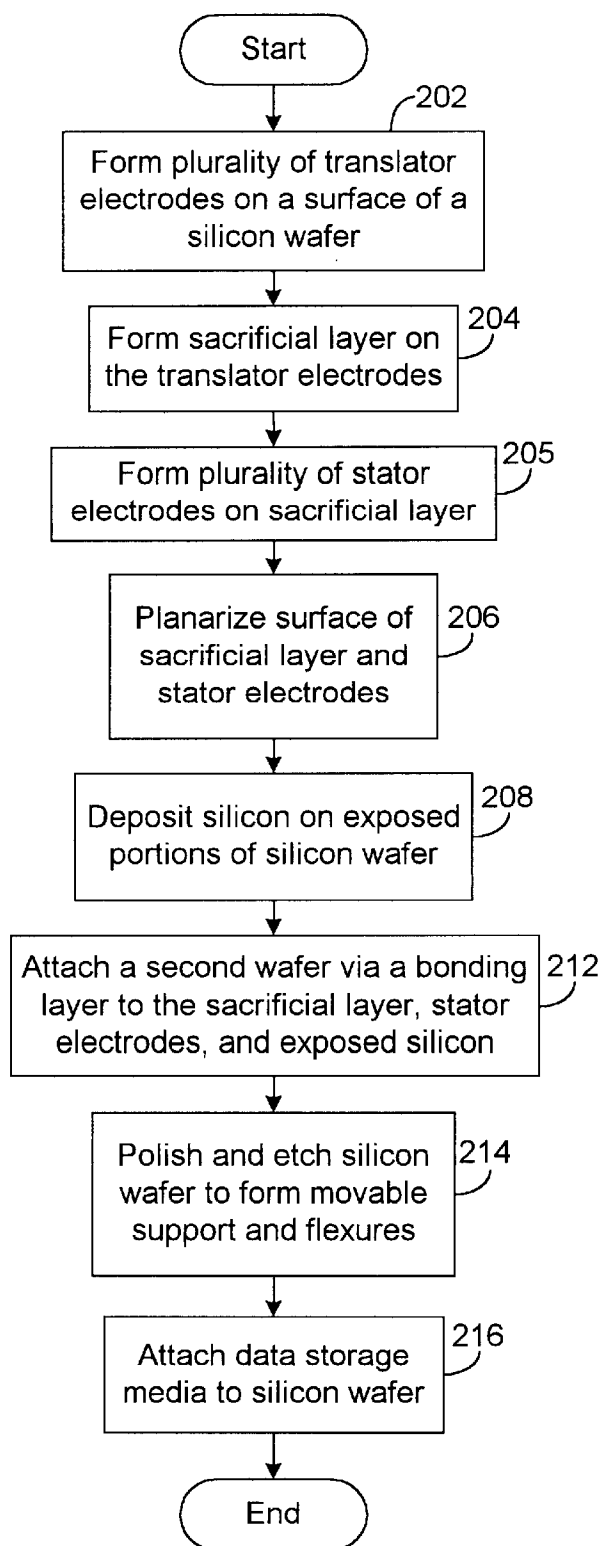 Start
202
Form plurality of translator
electrodes on a surface of a
silicon wafer
204
Form sacrificial layer on
the translator electrodes
205
Form plurality of stator
electrodes on sacrificial layer
206
Planarize surface of
sacrificial layer and
stator electrodes
208
Deposit silicon on exposed
portions of silicon wafer
212
Attach a second wafer via a bonding
layer to the sacrificial layer, stator
electrodes, and exposed silicon
214
Polish and etch silicon
wafer to form movable
support and flexures
216
Attach data storage
media to silicon wafer
End